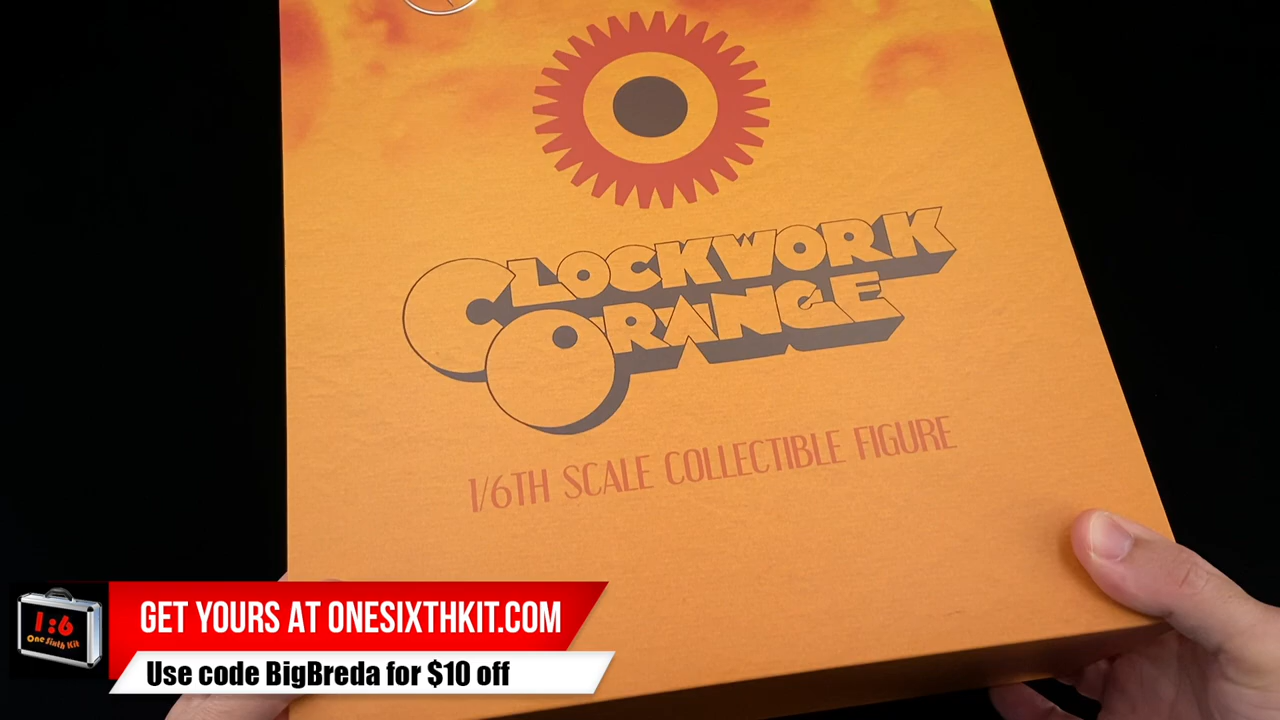 CLOCKWORK
ORANGE
1/6TH SCALE COLLECTIBLE FIGURE
1:6
One Sixth Kit
GET YOURS AT ONESIXTHKIT.COM
Use code BigBreda for $10 off